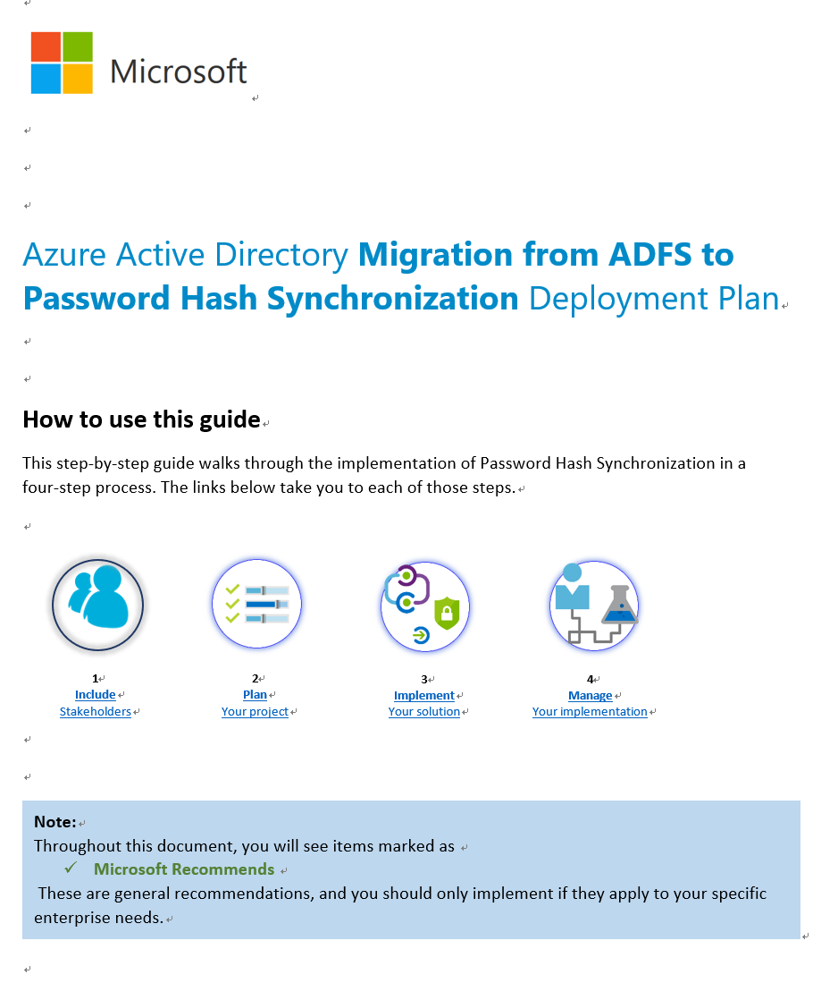 Microsoft
Azure Active Directory Migration from ADFS to
Password Hash Synchronization Deployment Plan
How to use this guide
This step-by-step guide walks through the implementation of Password Hash Synchronization in a
four-step process. The links below take you to each of those steps.
1
Include
Stakeholders
2
Plan
Your project
3
Implement
Your solution
4
Manage
Your implementation
Note:
Throughout this document, you will see items marked as
✓ Microsoft Recommends
These are general recommendations, and you should only implement if they apply to your specific
enterprise needs.